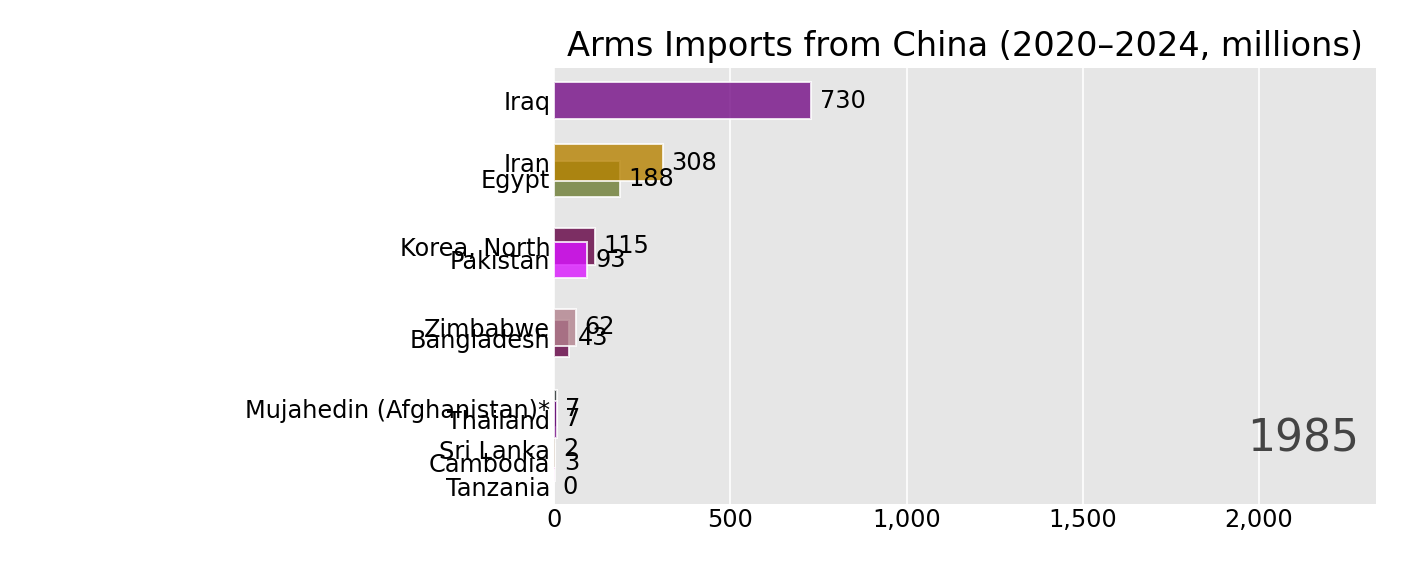 Arms Imports from China (2020–2024, millions)
Iraq 730
Iran 308
Egypt 188
Korea, North 115
Pakistan 93
Zimbabwe 62
Bangladesh 43
Mujahedin (Afghanistan)* 7
Thailand 7
Sri Lanka 2
Cambodia 3
Tanzania 0
1985
0 500 1,000 1,500 2,000